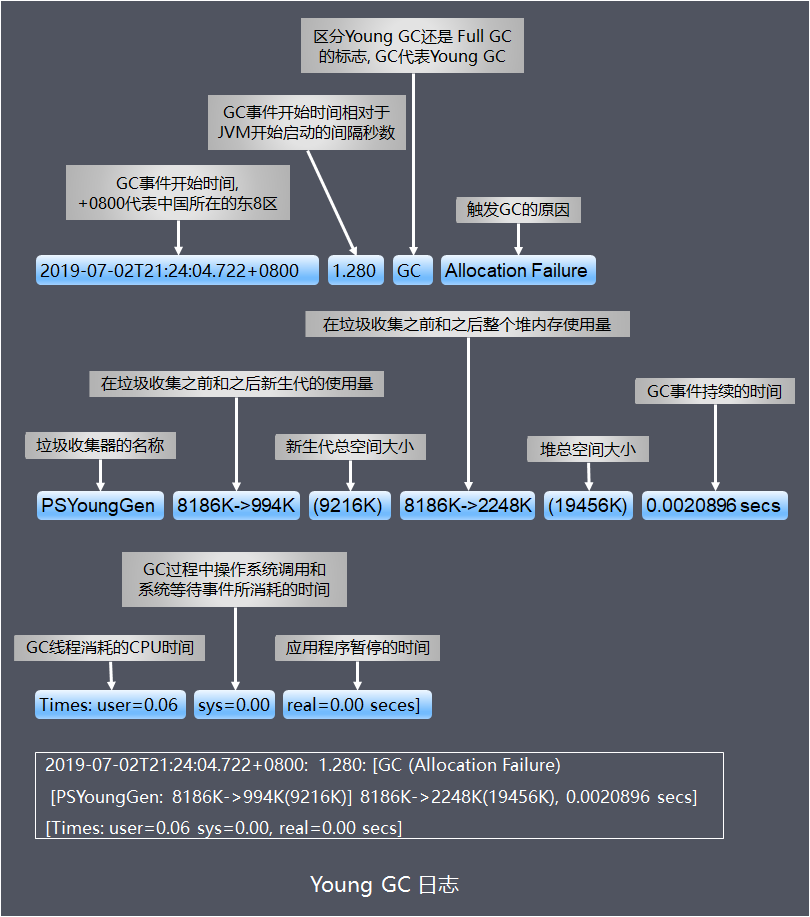 区分Young GC还是 Full GC
的标志, GC代表Young GC
GC事件开始时间相对于
JVM开始启动的间隔秒数
GC事件开始时间,
+0800代表中国所在的东8区
触发GC的原因
2019-07-02T21:24:04.722+0800 1.280 GC Allocation Failure
在垃圾收集之前和之后整个堆内存使用量
在垃圾收集之前和之后新生代的使用量
GC事件持续的时间
垃圾收集器的名称
新生代总空间大小
堆总空间大小
PSYoungGen 8186K->994K (9216K) 8186K->2248K (19456K) 0.0020896 secs
GC过程中操作系统调用和
系统等待事件所消耗的时间
GC线程消耗的CPU时间
应用程序暂停的时间
Times: user=0.06 sys=0.00 real=0.00 seces]
2019-07-02T21:24:04.722+0800: 1.280: [GC (Allocation Failure)
[PSYoungGen: 8186K->994K(9216K)] 8186K->2248K(19456K), 0.0020896 secs]
[Times: user=0.06 sys=0.00, real=0.00 secs]
Young GC 日志